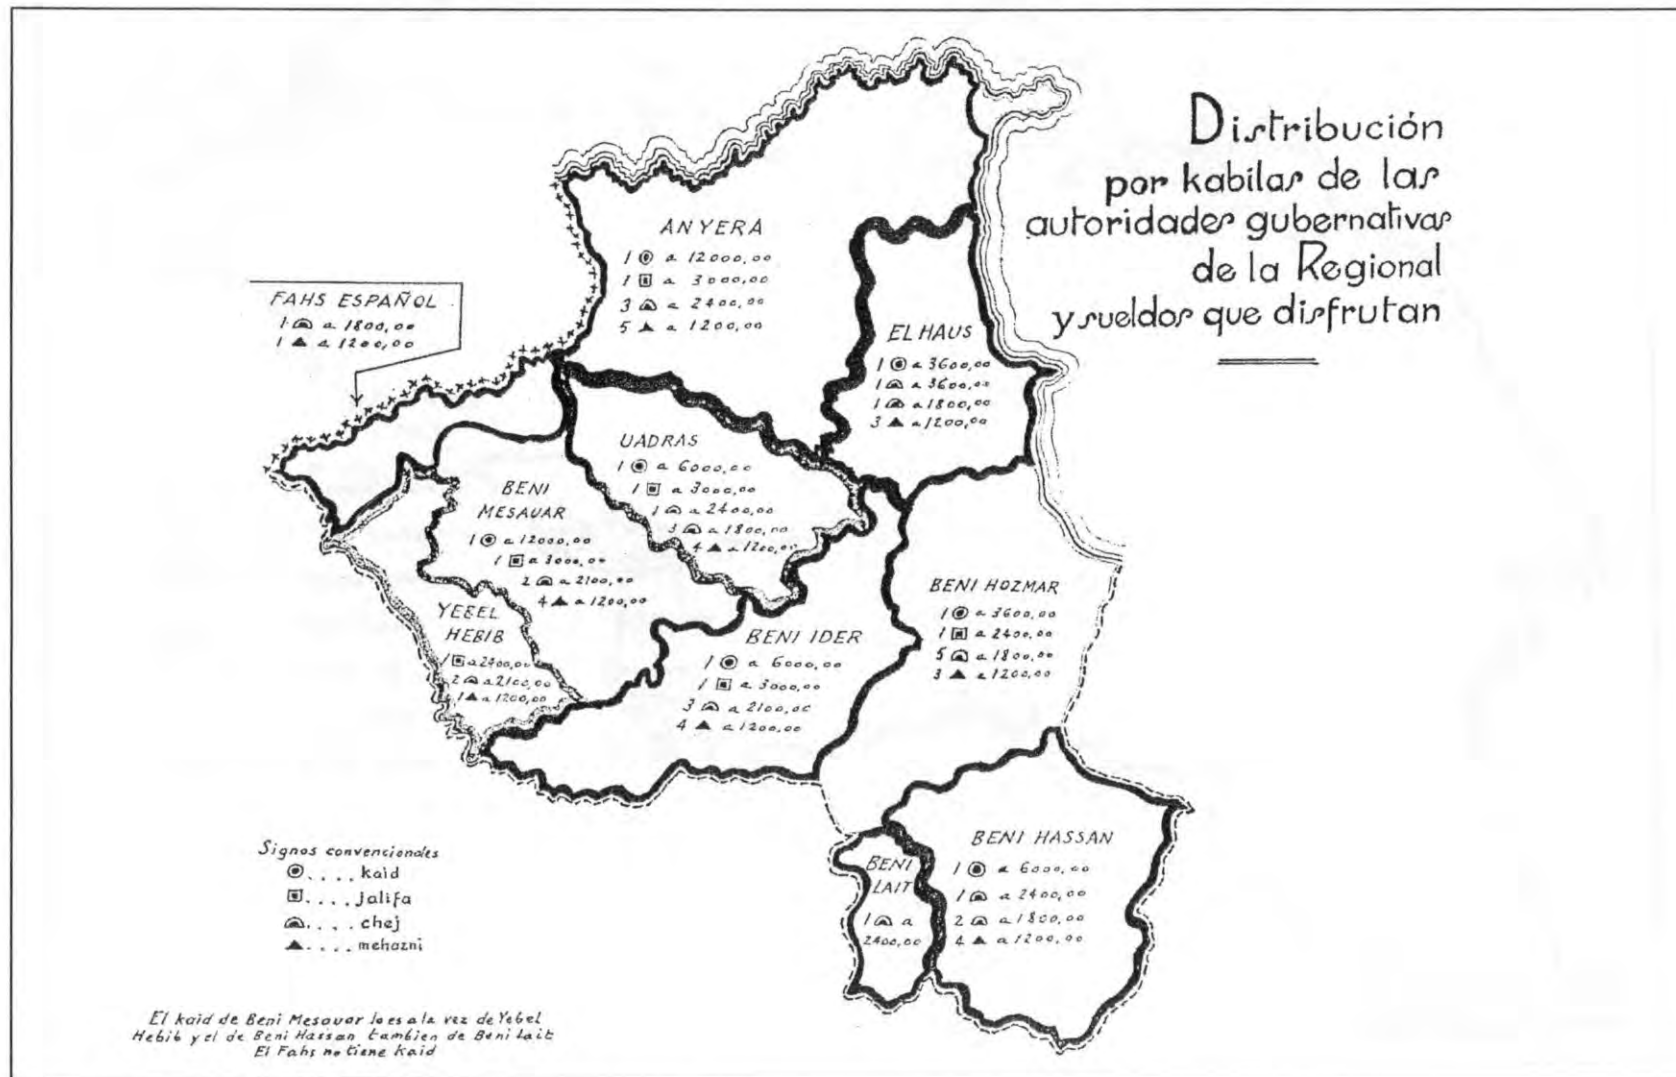 Distribución
por kabilas de las
autoridades gubernativas
de la Regional
y sueldos que disfrutan
ANYERA
1 a 12000,00
1 a 3000,00
3 a 2400,00
5 a 1200,00
FAHS ESPAÑOL
1 a 1800,00
1 a 1200,00
EL HAUS
1 a 3600,00
1 a 3600,00
1 a 1800,00
3 a 1200,00
UADRAS
1 a 6000,00
1 a 3000,00
1 a 2400,00
3 a 1800,00
4 a 1200,00
BENI
MESAUAR
1 a 12000,00
1 a 3000,00
2 a 2100,00
4 a 1200,00
YEBEL
HEBIB
1 a 2400,00
2 a 2100,00
1 a 1200,00
BENI IDER
1 a 6000,00
1 a 3000,00
3 a 2100,00
4 a 1200,00
BENI HOZMAR
1 a 3600,00
1 a 2400,00
5 a 1800,00
3 a 1200,00
BENI HASSAN
1 a 6000,00
1 a 2400,00
2 a 1800,00
4 a 1200,00
BENI
LAIT
1 a
2400,00
Signos convencionales
.... kaid
.... jalifa
.... chej
.... mehazni
El kaid de Beni Mesauar lo es a la vez de Yebel
Hebib y el de Beni Hassan tambien de Beni Lait
El Fahs no tiene kaid